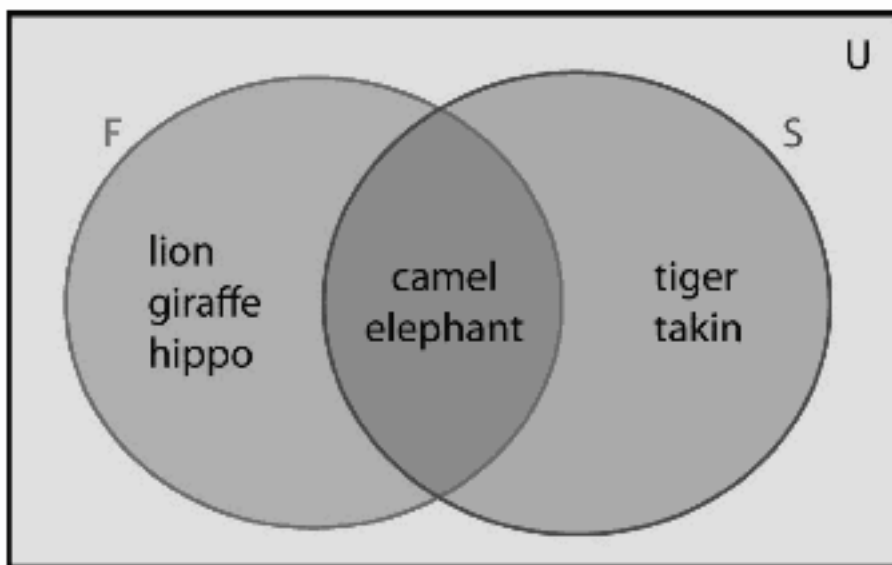 U
F
S
lion
giraffe
hippo
camel
elephant
tiger
takin